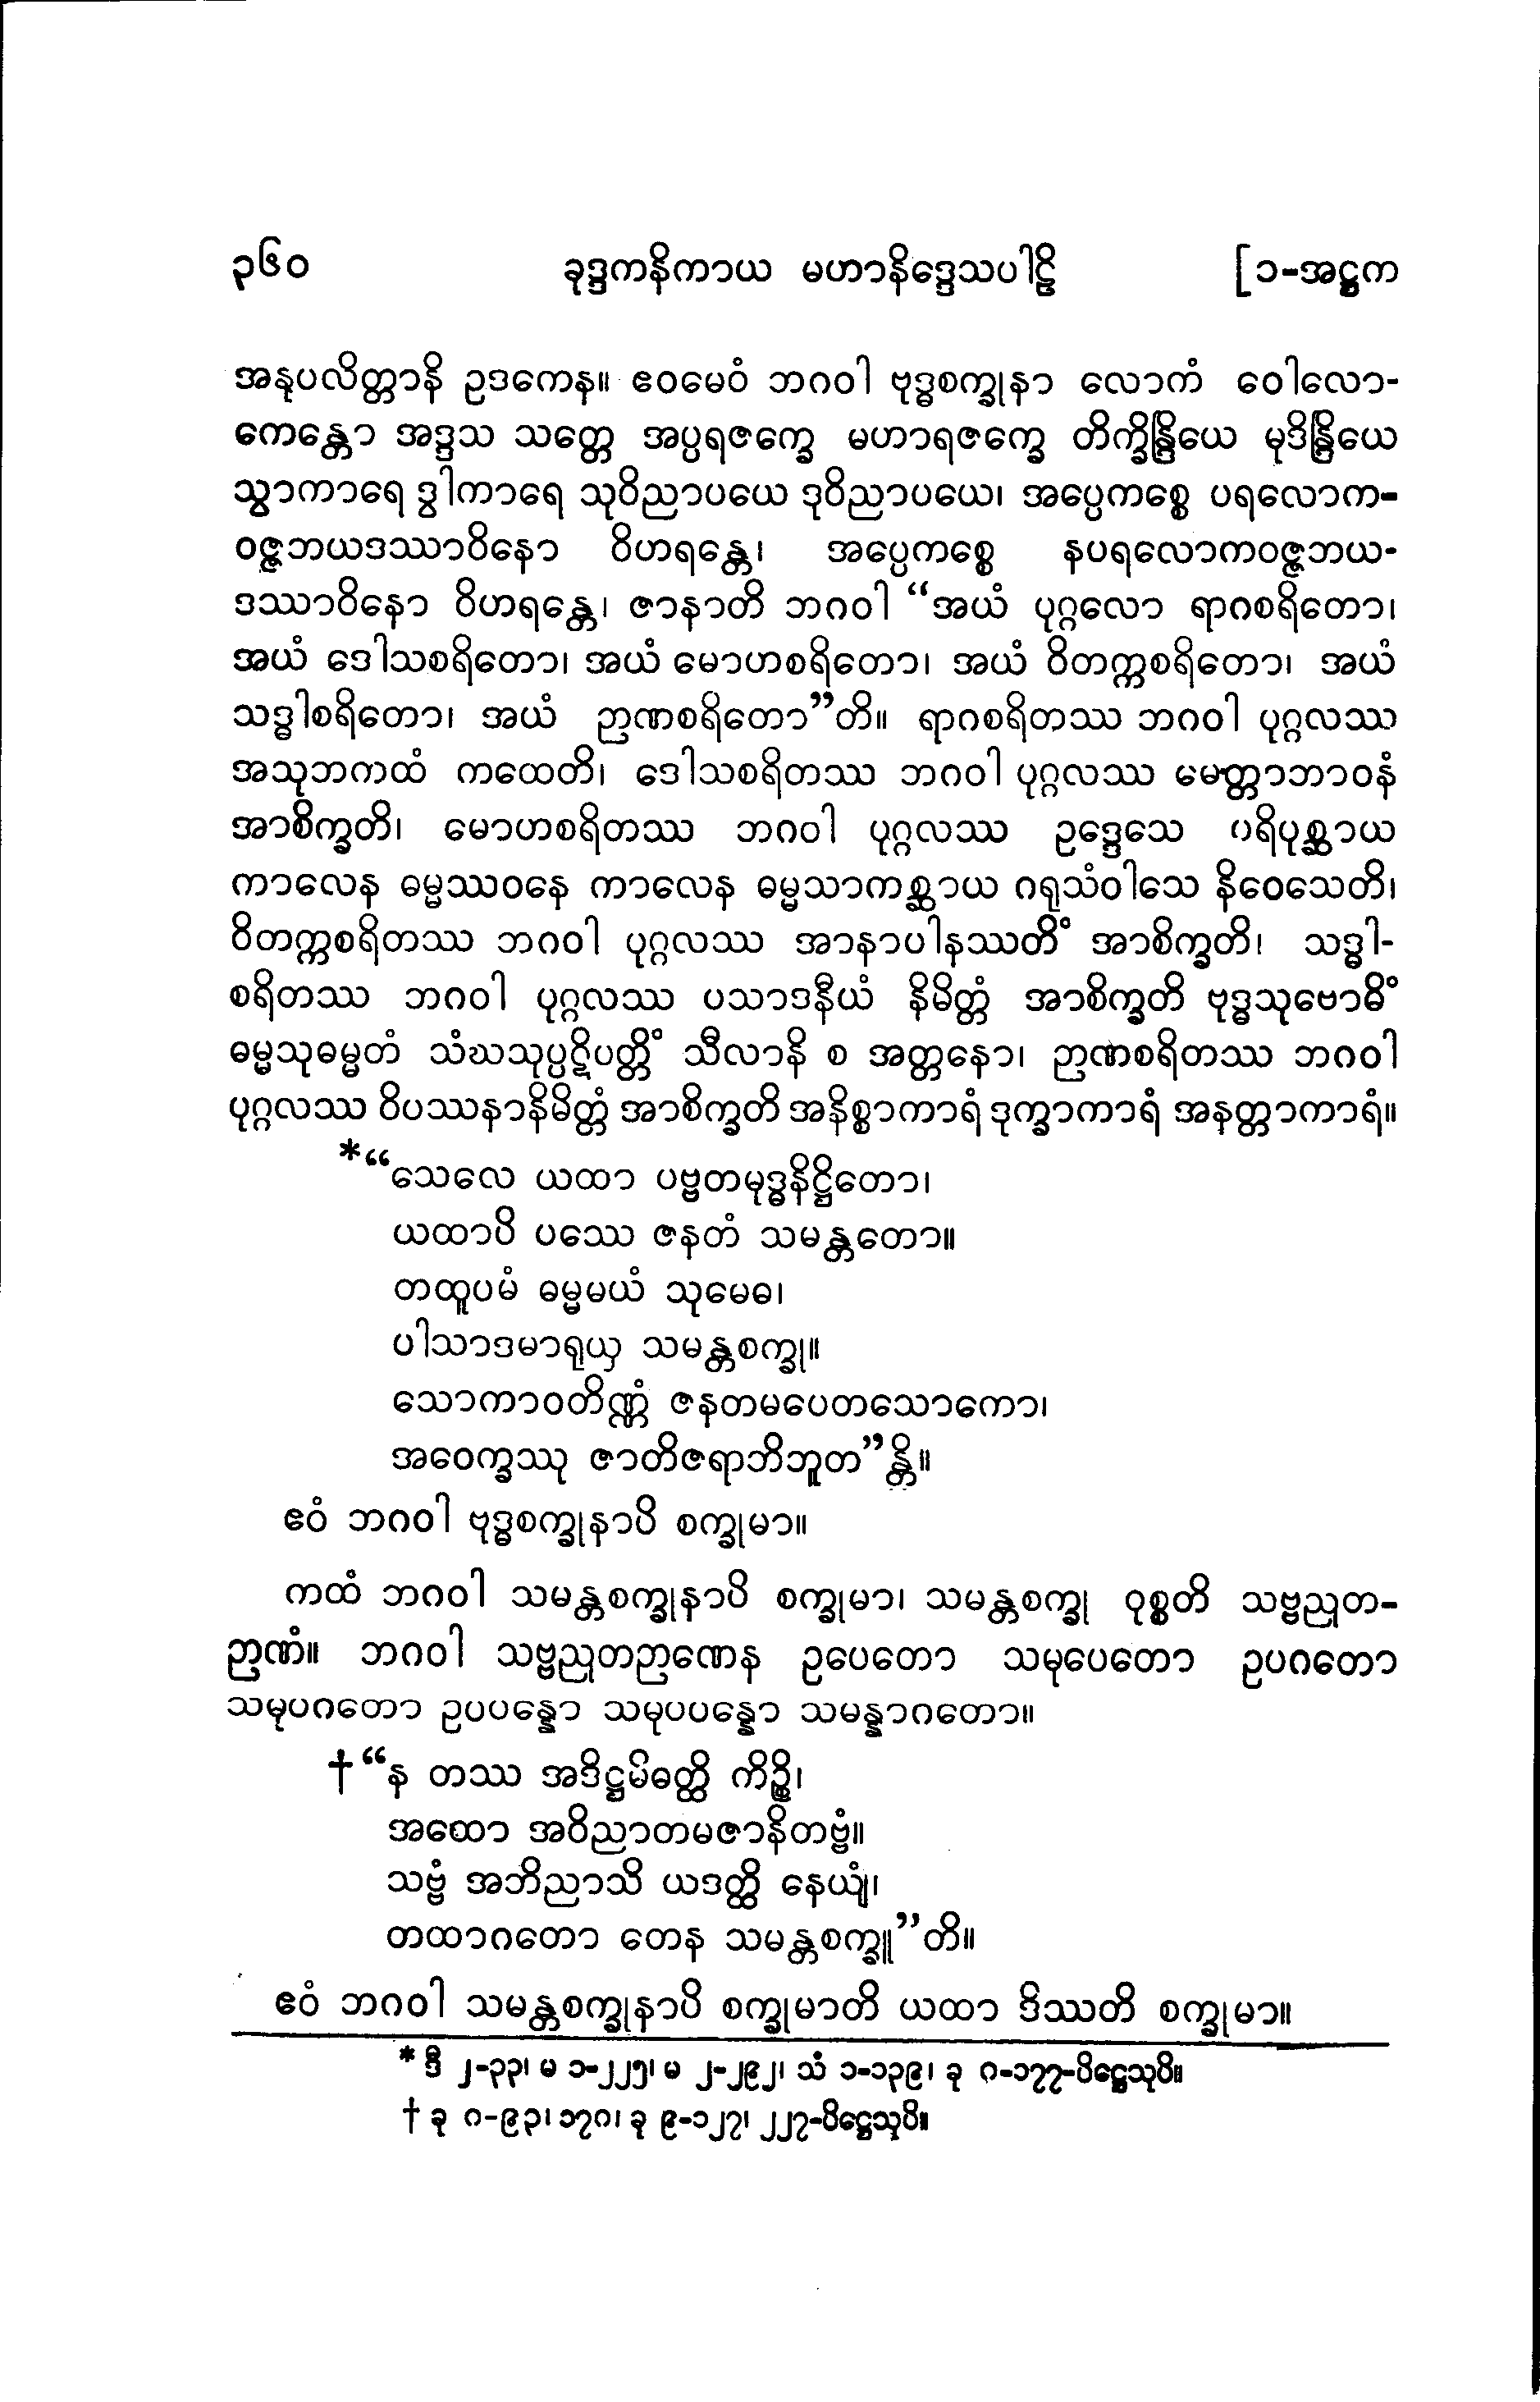 ၃၆၀ ခုဒ္ဒကနိကာယ မဟာနိဒ္ဒေသပါဠိ [၁-အဋ္ဌက
အနုပလိတ္တာနိ ဥဒကေန။ ဧဝမေဝံ ဘဂဝါ ဗုဒ္ဓစက္ခုနာ လောကံ ဝေါလော-
ကေန္တော အဒ္ဒသ သတ္တေ အပ္ပရဇက္ခေ မဟာရဇက္ခေ တိက္ခိန္ဒြိယေ မုဒိန္ဒြိယေ
သွာကာရေ ဒွါကာရေ သုဝိညာပယေ ဒုဝိညာပယေ၊ အပ္ပေကစ္စေ ပရလောက-
ဝဇ္ဇဘယဒဿာဝိနော ဝိဟရန္တေ၊ အပ္ပေကစ္စေ နပရလောကဝဇ္ဇဘယ-
ဒဿာဝိနော ဝိဟရန္တေ၊ ဇာနာတိ ဘဂဝါ “အယံ ပုဂ္ဂလော ရာဂစရိတော၊
အယံ ဒေါသစရိတော၊ အယံ မောဟစရိတော၊ အယံ ဝိတက္ကစရိတော၊ အယံ
သဒ္ဓါစရိတော၊ အယံ ဉာဏစရိတော”တိ။ ရာဂစရိတဿ ဘဂဝါ ပုဂ္ဂလဿ
အသုဘကထံ ကထေတိ၊ ဒေါသစရိတဿ ဘဂဝါ ပုဂ္ဂလဿ မေတ္တာဘာဝနံ
အာစိက္ခတိ၊ မောဟစရိတဿ ဘဂဝါ ပုဂ္ဂလဿ ဥဒ္ဒေသေ ပရိပုစ္ဆာယ
ကာလေန ဓမ္မဿဝနေ ကာလေန ဓမ္မသာကစ္ဆာယ ဂရုသံဝါသေ နိဝေသေတိ၊
ဝိတက္ကစရိတဿ ဘဂဝါ ပုဂ္ဂလဿ အာနာပါနဿတိံ အာစိက္ခတိ၊ သဒ္ဓါ-
စရိတဿ ဘဂဝါ ပုဂ္ဂလဿ ပသာဒနီယံ နိမိတ္တံ အာစိက္ခတိ ဗုဒ္ဓသုဗောဓိံ
ဓမ္မသုဓမ္မတံ သံဃသုပ္ပဋိပတ္တိံ သီလာနိ စ အတ္တနော၊ ဉာဏစရိတဿ ဘဂဝါ
ပုဂ္ဂလဿ ဝိပဿနာနိမိတ္တံ အာစိက္ခတိ အနိစ္စာကာရံ ဒုက္ခာကာရံ အနတ္တာကာရံ။
*“သေလေ ယထာ ပဗ္ဗတမုဒ္ဓနိဋ္ဌိတော၊
ယထာပိ ပဿေ ဇနတံ သမန္တတော။
တထူပမံ ဓမ္မမယံ သုမေဓ၊
ပါသာဒမာရုယှ သမန္တစက္ခု။
သောကာဝတိဏ္ဏံ ဇနတမပေတသောကော၊
အဝေက္ခဿု ဇာတိဇရာဘိဘူတ”န္တိ။
ဧဝံ ဘဂဝါ ဗုဒ္ဓစက္ခုနာပိ စက္ခုမာ။
ကထံ ဘဂဝါ သမန္တစက္ခုနာပိ စက္ခုမာ၊ သမန္တစက္ခု ဝုစ္စတိ သဗ္ဗညုတ-
ဉာဏံ။ ဘဂဝါ သဗ္ဗညုတဉာဏေန ဥပေတော သမုပေတော ဥပဂတော
သမုပဂတော ဥပပန္နော သမုပပန္နော သမန္နာဂတော။
†“န တဿ အဒိဋ္ဌမိဓတ္ထိ ကိဉ္စိ၊
အထော အဝိညာတမဇာနိတဗ္ဗံ။
သဗ္ဗံ အဘိညာသိ ယဒတ္ထိ နေယျံ၊
တထာဂတော တေန သမန္တစက္ခူ”တိ။
ဧဝံ ဘဂဝါ သမန္တစက္ခုနာပိ စက္ခုမာတိ ယထာ ဒိဿတိ စက္ခုမာ။
* ဒီ ၂-၃၃၊ မ ၁-၂၂၅၊ မ ၂-၂၉၂၊ သံ ၁-၁၃၉၊ ခု ဂ-၁၇၇-ပိဋ္ဌေသုပိ။
† ခု ဂ-၉၃၊ ၁၇ဂ၊ ခု ၉-၁၂၇၊ ၂၂၇-ပိဋ္ဌေသုပိ။